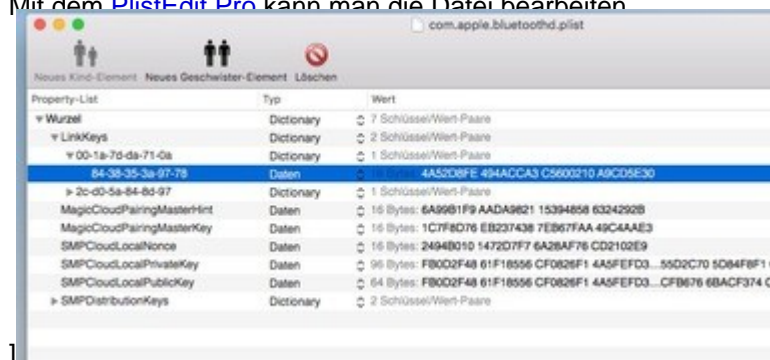 Mit dem PlistEdit Pro kann man die Datei bearbeiten
com.apple.bluetoothd.plist
Neues Kind-Element Neues Geschwister-Element Löschen
Property-List Typ Wert
Wurzel Dictionary 7 Schlüssel/Wert-Paare
LinkKeys Dictionary 2 Schlüssel/Wert-Paare
00-1a-7d-da-71-0a Dictionary 1 Schlüssel/Wert-Paare
84-38-35-3a-97-78 Daten 16 Bytes: 4A52D8FE 494ACCA3 C5600210 A9CD5E30
2c-d0-5a-84-8d-97 Dictionary 1 Schlüssel/Wert-Paare
MagicCloudPairingMasterHint Daten 16 Bytes: 6A99B1F9 AADA9821 15394858 6324292B
MagicCloudPairingMasterKey Daten 16 Bytes: 1C7F8D76 EB237438 7EB67FAA 49C4AAE3
SMPCloudLocalNonce Daten 16 Bytes: 2494B010 1472D7F7 6A28AF76 CD2102E9
SMPCloudLocalPrivateKey Daten 96 Bytes: FB0D2F48 61F18556 CF0826F1 4A5FEFD3...55D2C70 5D84F8F1
SMPCloudLocalPublicKey Daten 64 Bytes: FB0D2F48 61F18556 CF0826F1 4A5FEFD3...CFB676 6BACF374
SMPDistributionKeys Dictionary 2 Schlüssel/Wert-Paare
]